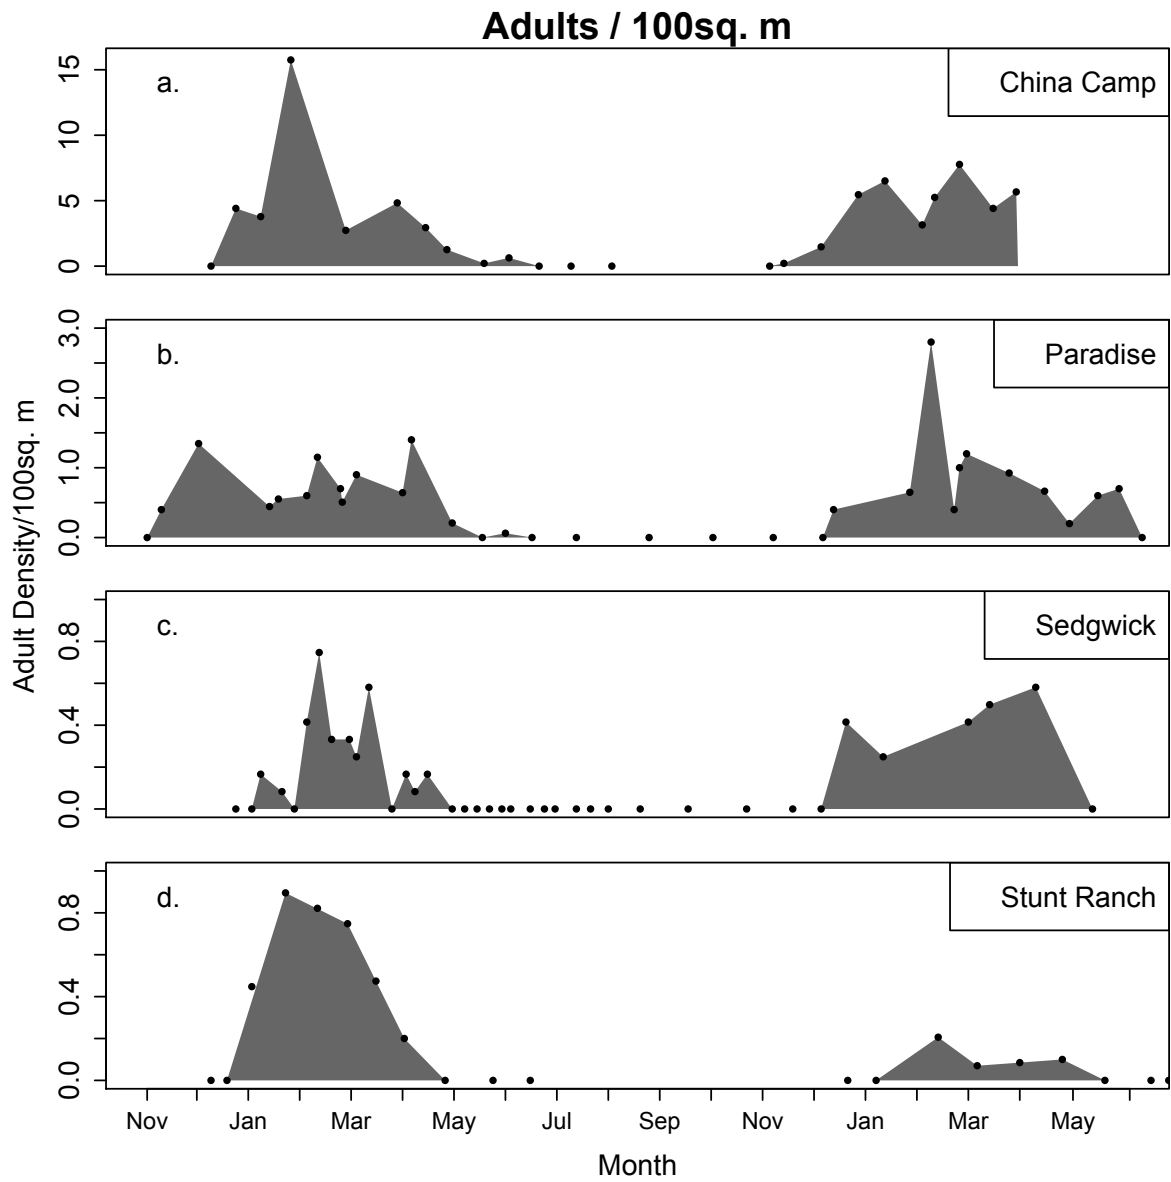 Adults / 100sq. m
a.
China Camp
15
10
5
0
b.
Paradise
3.0
2.0
1.0
0.0
Adult Density/100sq. m
c.
Sedgwick
0.8
0.4
0.0
d.
Stunt Ranch
0.8
0.4
0.0
Nov Jan Mar May Jul Sep Nov Jan Mar May
Month